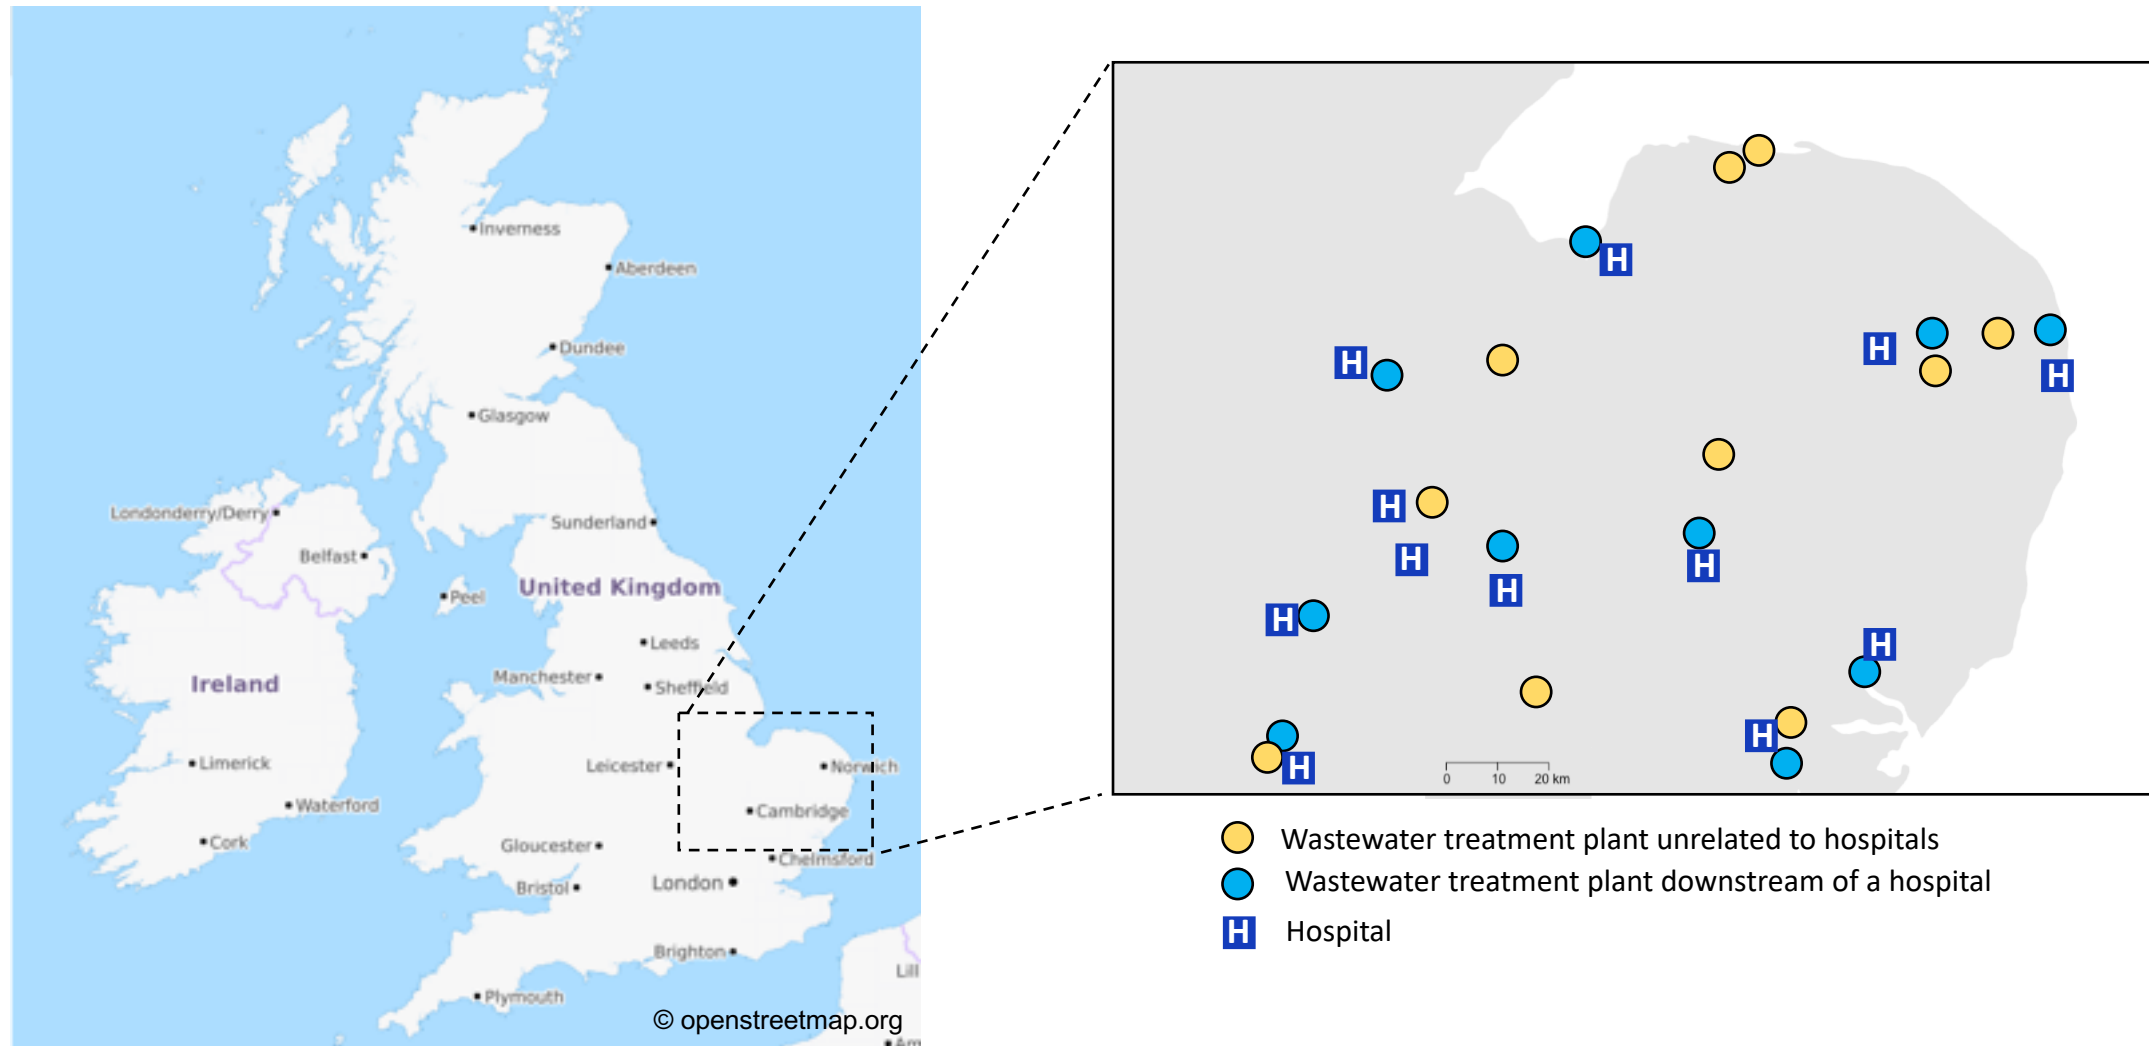 Inverness
Aberdeen
Dundee
Glasgow
Londonderry/Derry
Sunderland
Belfast
United Kingdom
Peel
Leeds
Ireland
Manchester
Sheffield
Limerick
Leicester
Norwich
Waterford
Cambridge
Cork
Gloucester
Chelmsford
Bristol
London
Brighton
Lill
Plymouth
© openstreetmap.org
Am
H
H
H
H
H
H
H
H
H
H
H
H
0 10 20 km
Wastewater treatment plant unrelated to hospitals
Wastewater treatment plant downstream of a hospital
H Hospital